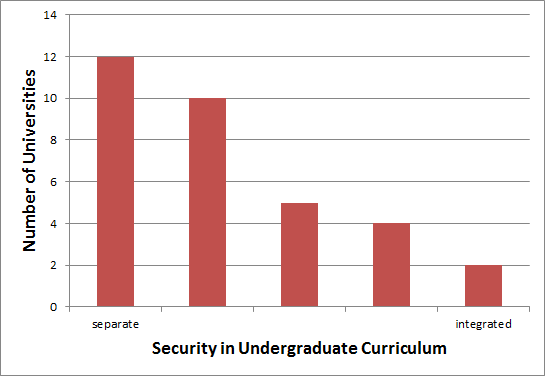 14
12
10
8
6
4
2
0
Number of Universities
separate
integrated
Security in Undergraduate Curriculum